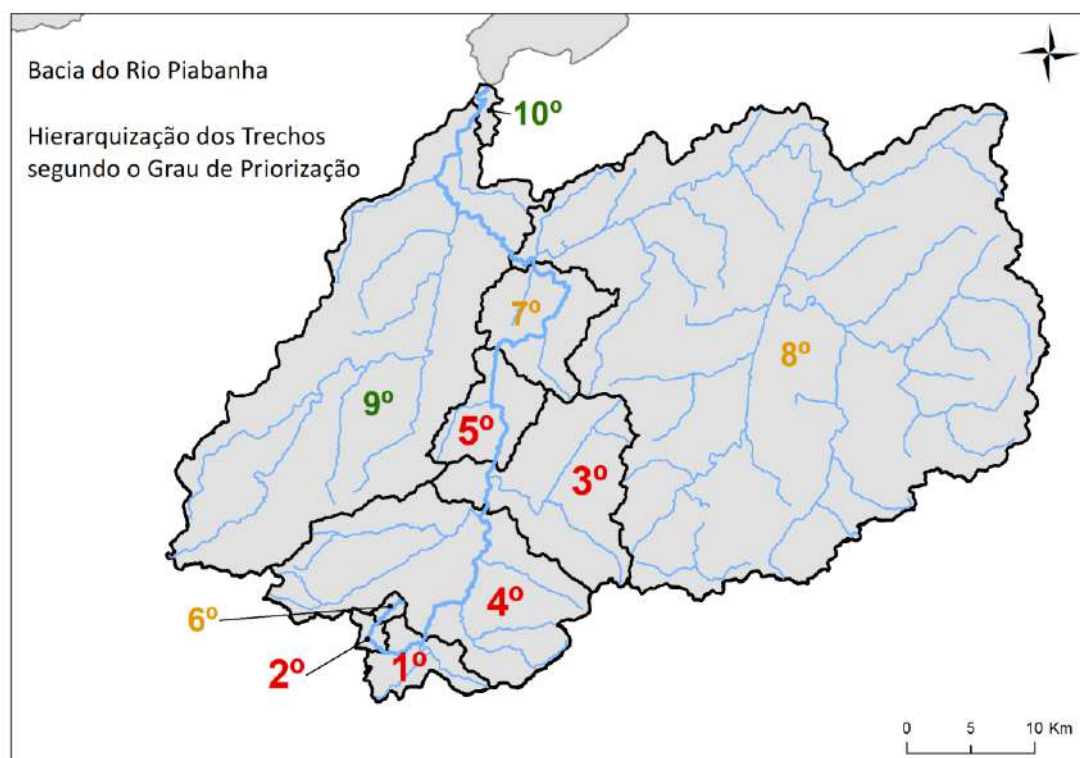 Bacia do Rio Piabanha
Hierarquização dos Trechos
segundo o Grau de Priorização
10º
7º
8º
9º
5º
3º
4º
6º
2º
1º
0 5 10 Km